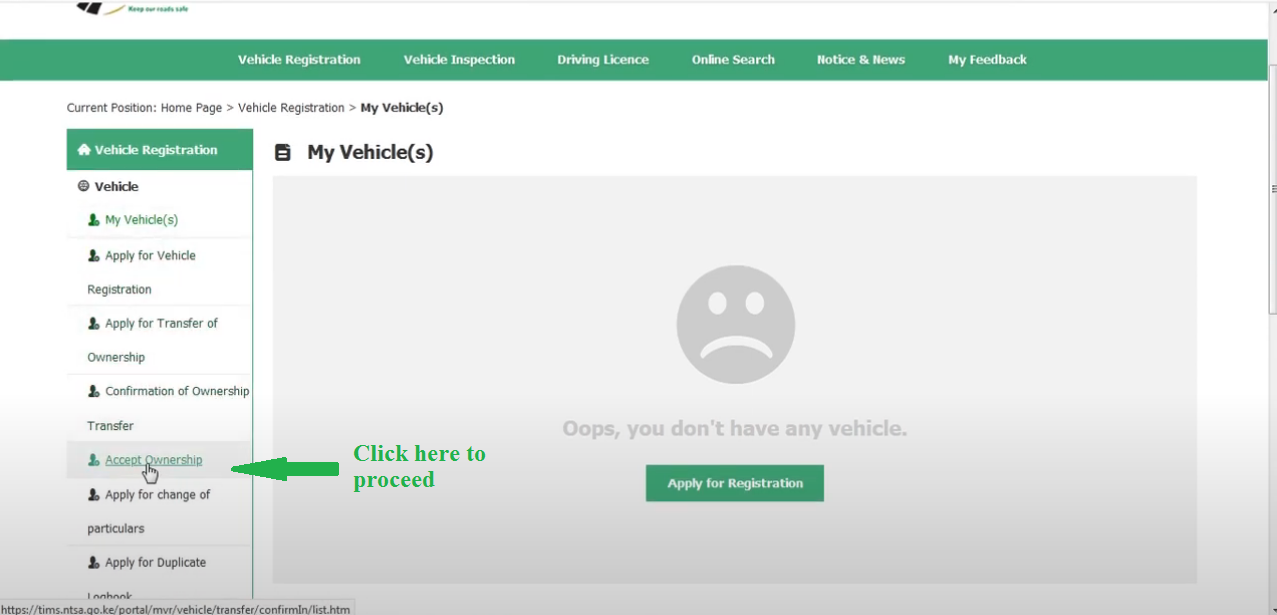 Keep our roads safe
Vehicle Registration Vehicle Inspection Driving Licence Online Search Notice & News My Feedback
Current Position: Home Page > Vehicle Registration > My Vehicle(s)
Vehicle Registration
My Vehicle(s)
Vehicle
My Vehicle(s)
Apply for Vehicle
Registration
Apply for Transfer of
Ownership
Confirmation of Ownership
Transfer
Accept Ownership
Apply for change of
particulars
Apply for Duplicate
Logbook
Click here to
proceed
Oops, you don't have any vehicle.
Apply for Registration
https://tims.ntsa.go.ke/portal/mvr/vehicle/transfer/confirmIn/list.htm